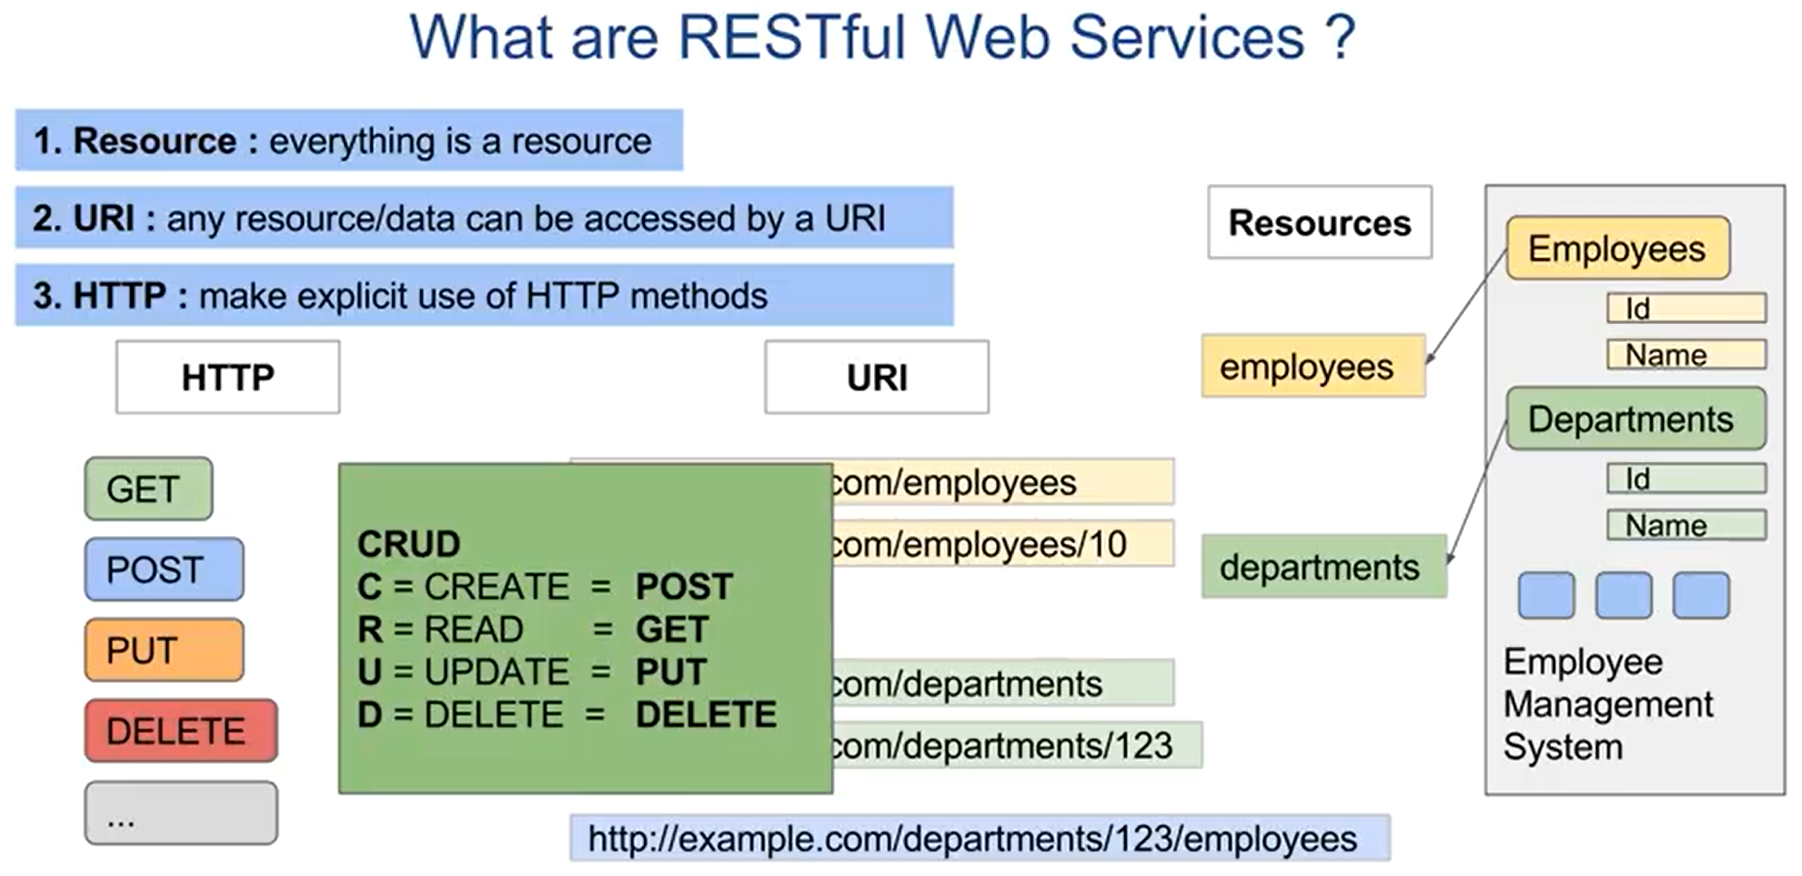 What are RESTful Web Services ?
1. Resource : everything is a resource
2. URI : any resource/data can be accessed by a URI
3. HTTP : make explicit use of HTTP methods
HTTP
GET
POST
PUT
DELETE
...
CRUD
C = CREATE = POST
R = READ = GET
U = UPDATE = PUT
D = DELETE = DELETE
URI
com/employees
com/employees/10
com/departments
com/departments/123
http://example.com/departments/123/employees
Resources
employees
departments
Employees
Id
Name
Departments
Id
Name
Employee
Management
System